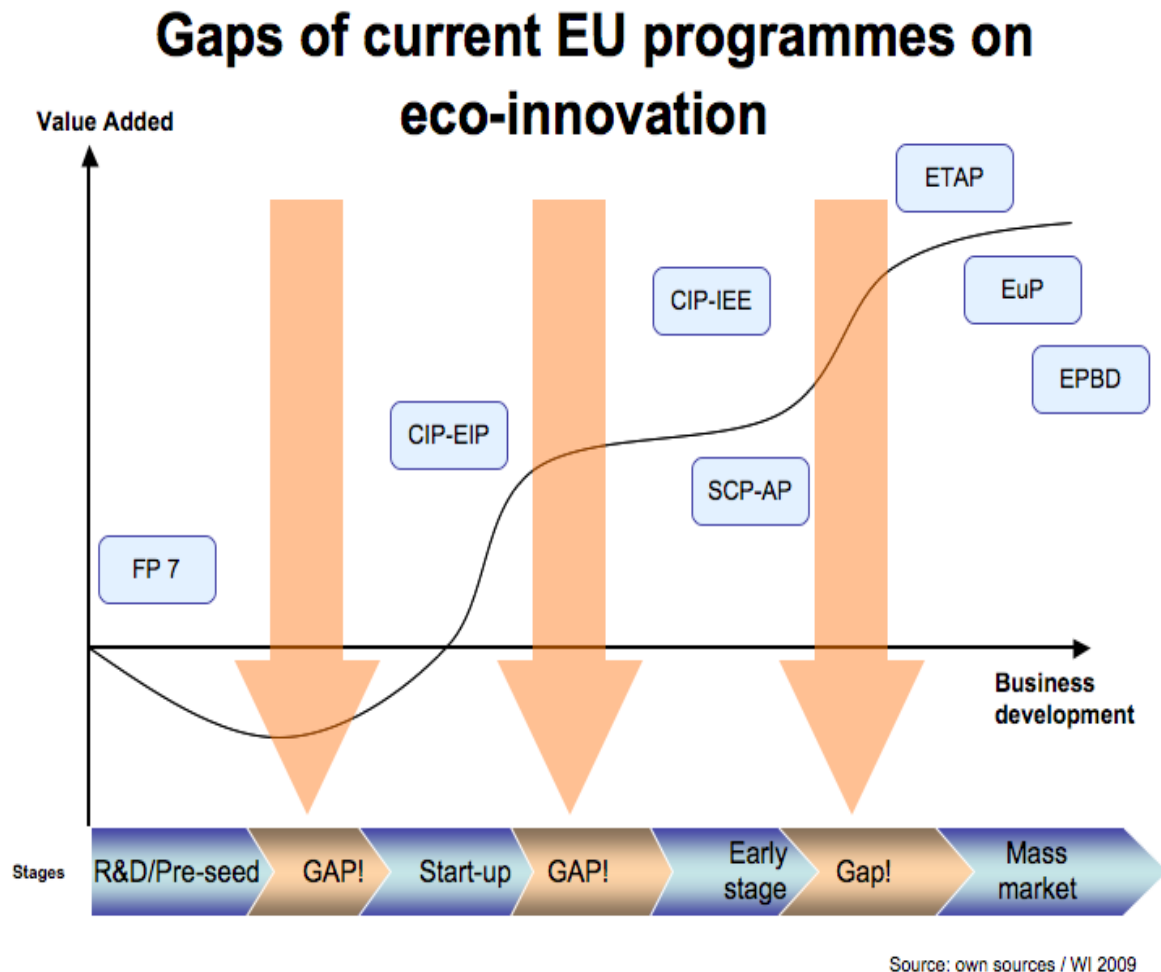 Gaps of current EU programmes on
eco-innovation
Value Added
ETAP
CIP-IEE
EuP
EPBD
CIP-EIP
SCP-AP
FP 7
Business
development
Stages
R&D/Pre-seed
GAP!
Start-up
GAP!
Early
stage
Gap!
Mass
market
Source: own sources / WI 2009